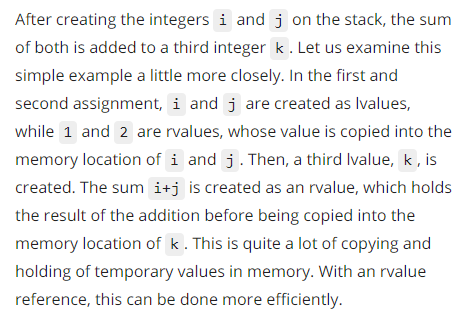 After creating the integers i and j on the stack, the sum
of both is added to a third integer k. Let us examine this
simple example a little more closely. In the first and
second assignment, i and j are created as lvalues,
while 1 and 2 are rvalues, whose value is copied into the
memory location of i and j. Then, a third lvalue, k, is
created. The sum i+j is created as an rvalue, which holds
the result of the addition before being copied into the
memory location of k. This is quite a lot of copying and
holding of temporary values in memory. With an rvalue
reference, this can be done more efficiently.